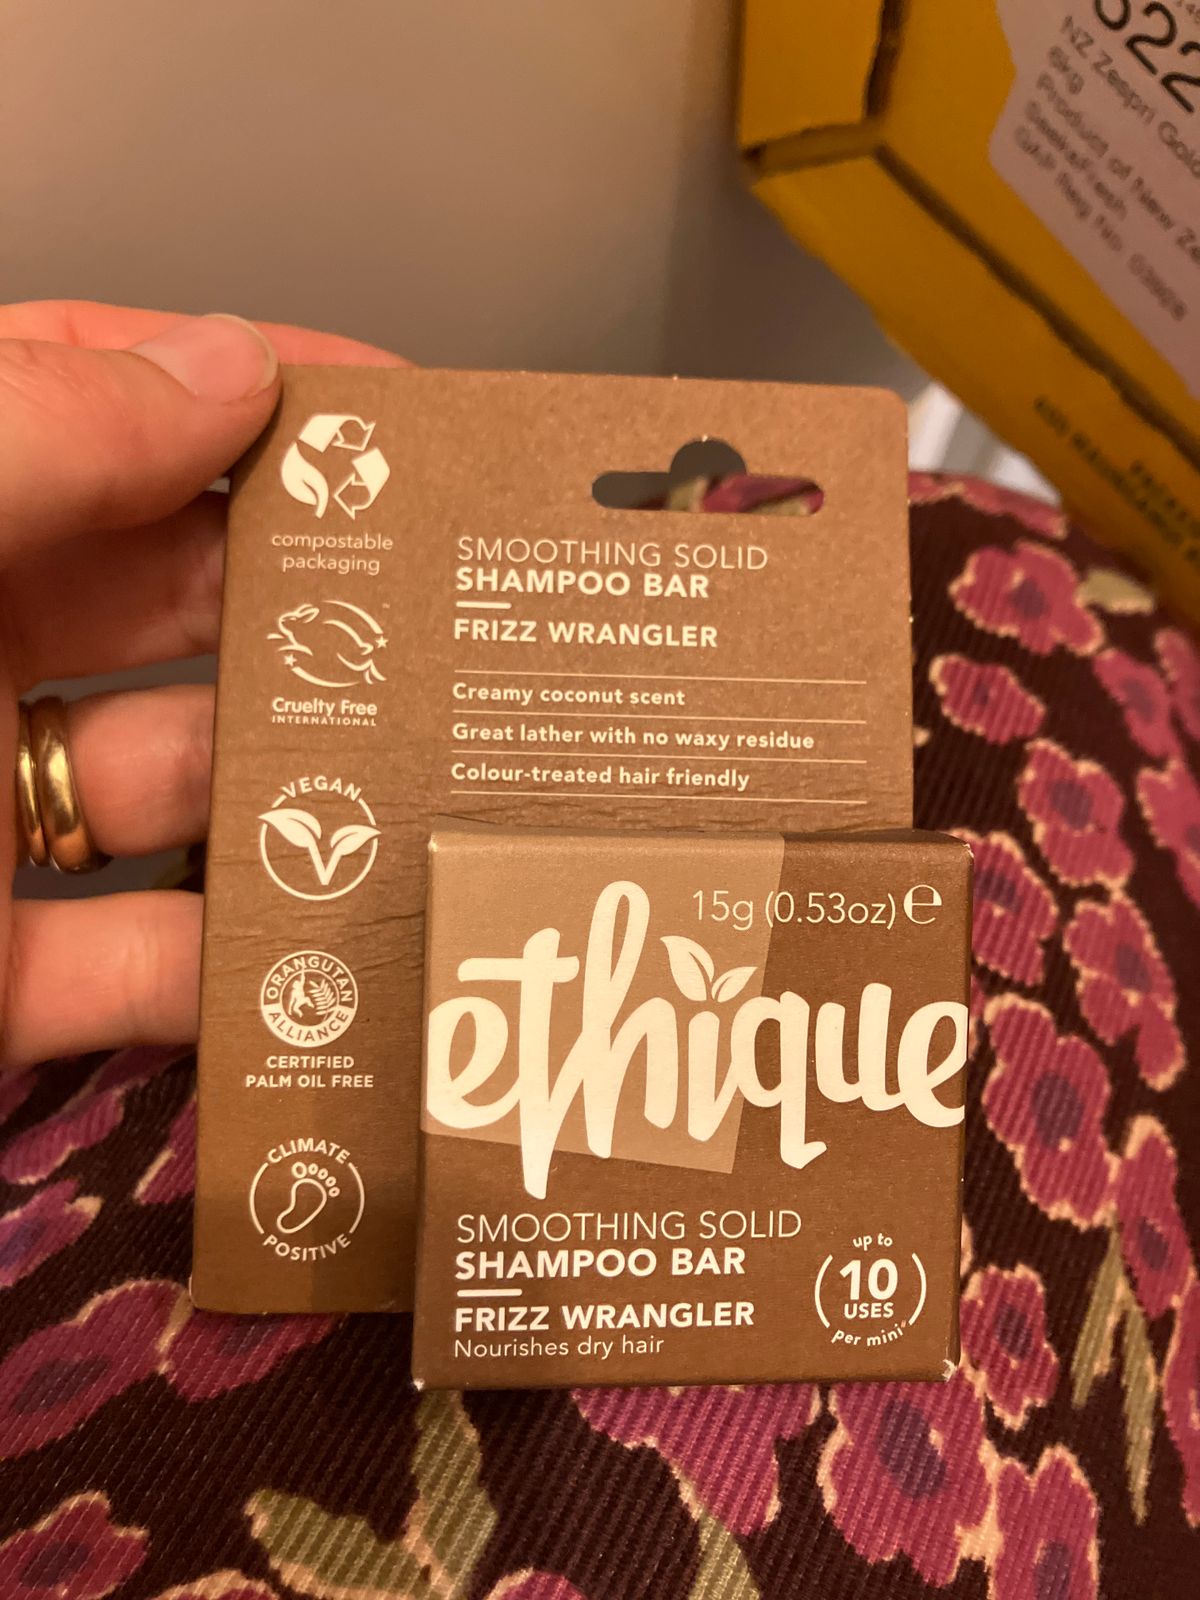 522
NZ Zespri Gold
6kg
Product of New Ze
compostable
packaging
Cruelty Free
INTERNATIONAL
VEGAN
ORANGUTAN
ALLIANCE
CERTIFIED
PALM OIL FREE
CLIMATE
POSITIVE
SMOOTHING SOLID
SHAMPOO BAR
FRIZZ WRANGLER
Creamy coconut scent
Great lather with no waxy residue
Colour-treated hair friendly
15g (0.53oz) ℮
ethique
SMOOTHING SOLID
SHAMPOO BAR
FRIZZ WRANGLER
Nourishes dry hair
up to
10
USES
per mini*